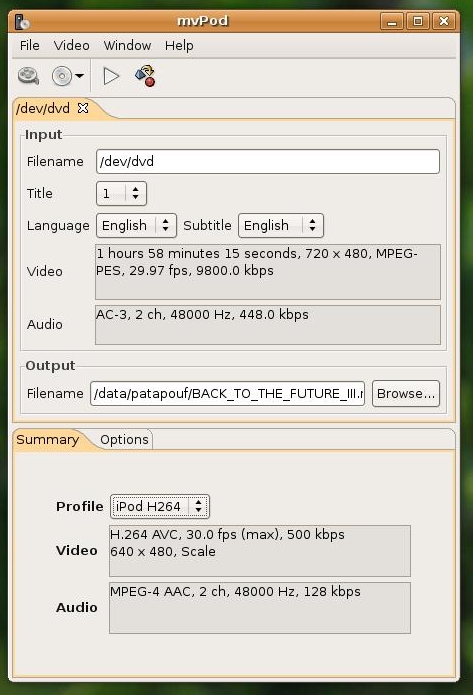 mvPod
File Video Window Help
/dev/dvd
Input
Filename /dev/dvd
Title 1
Language English Subtitle English
Video 1 hours 58 minutes 15 seconds, 720 x 480, MPEG-
PES, 29.97 fps, 9800.0 kbps
Audio AC-3, 2 ch, 48000 Hz, 448.0 kbps
Output
Filename /data/patapouf/BACK_TO_THE_FUTURE_III.r Browse...
Summary Options
Profile iPod H264
Video H.264 AVC, 30.0 fps (max), 500 kbps
640 x 480, Scale
Audio MPEG-4 AAC, 2 ch, 48000 Hz, 128 kbps